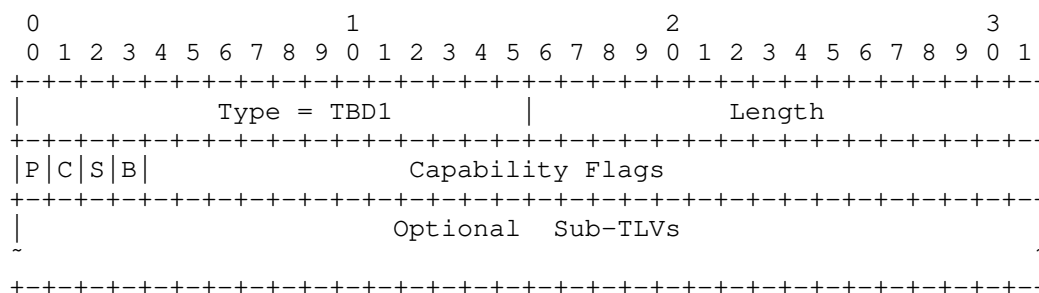 0                   1                   2                   3
 0 1 2 3 4 5 6 7 8 9 0 1 2 3 4 5 6 7 8 9 0 1 2 3 4 5 6 7 8 9 0 1
+-+-+-+-+-+-+-+-+-+-+-+-+-+-+-+-+-+-+-+-+-+-+-+-+-+-+-+-+-+-+-+--
|            Type = TBD1        |            Length
+-+-+-+-+-+-+-+-+-+-+-+-+-+-+-+-+-+-+-+-+-+-+-+-+-+-+-+-+-+-+-+--
|P|C|S|B|                Capability Flags
+-+-+-+-+-+-+-+-+-+-+-+-+-+-+-+-+-+-+-+-+-+-+-+-+-+-+-+-+-+-+-+--
|                       Optional  Sub-TLVs
~                                                               ~
+-+-+-+-+-+-+-+-+-+-+-+-+-+-+-+-+-+-+-+-+-+-+-+-+-+-+-+-+-+-+-+--